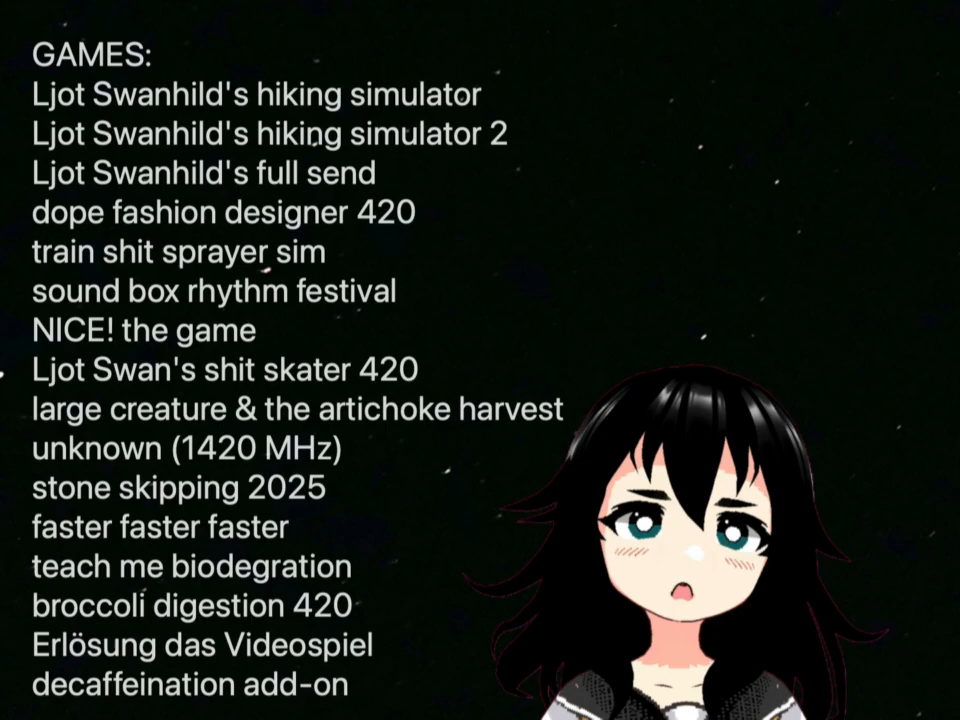 GAMES:
Ljot Swanhild's hiking simulator
Ljot Swanhild's hiking simulator 2
Ljot Swanhild's full send
dope fashion designer 420
train shit sprayer sim
sound box rhythm festival
NICE! the game
Ljot Swan's shit skater 420
large creature & the artichoke harvest
unknown (1420 MHz)
stone skipping 2025
faster faster faster
teach me biodegration
broccoli digestion 420
Erlösung das Videospiel
decaffeination add-on